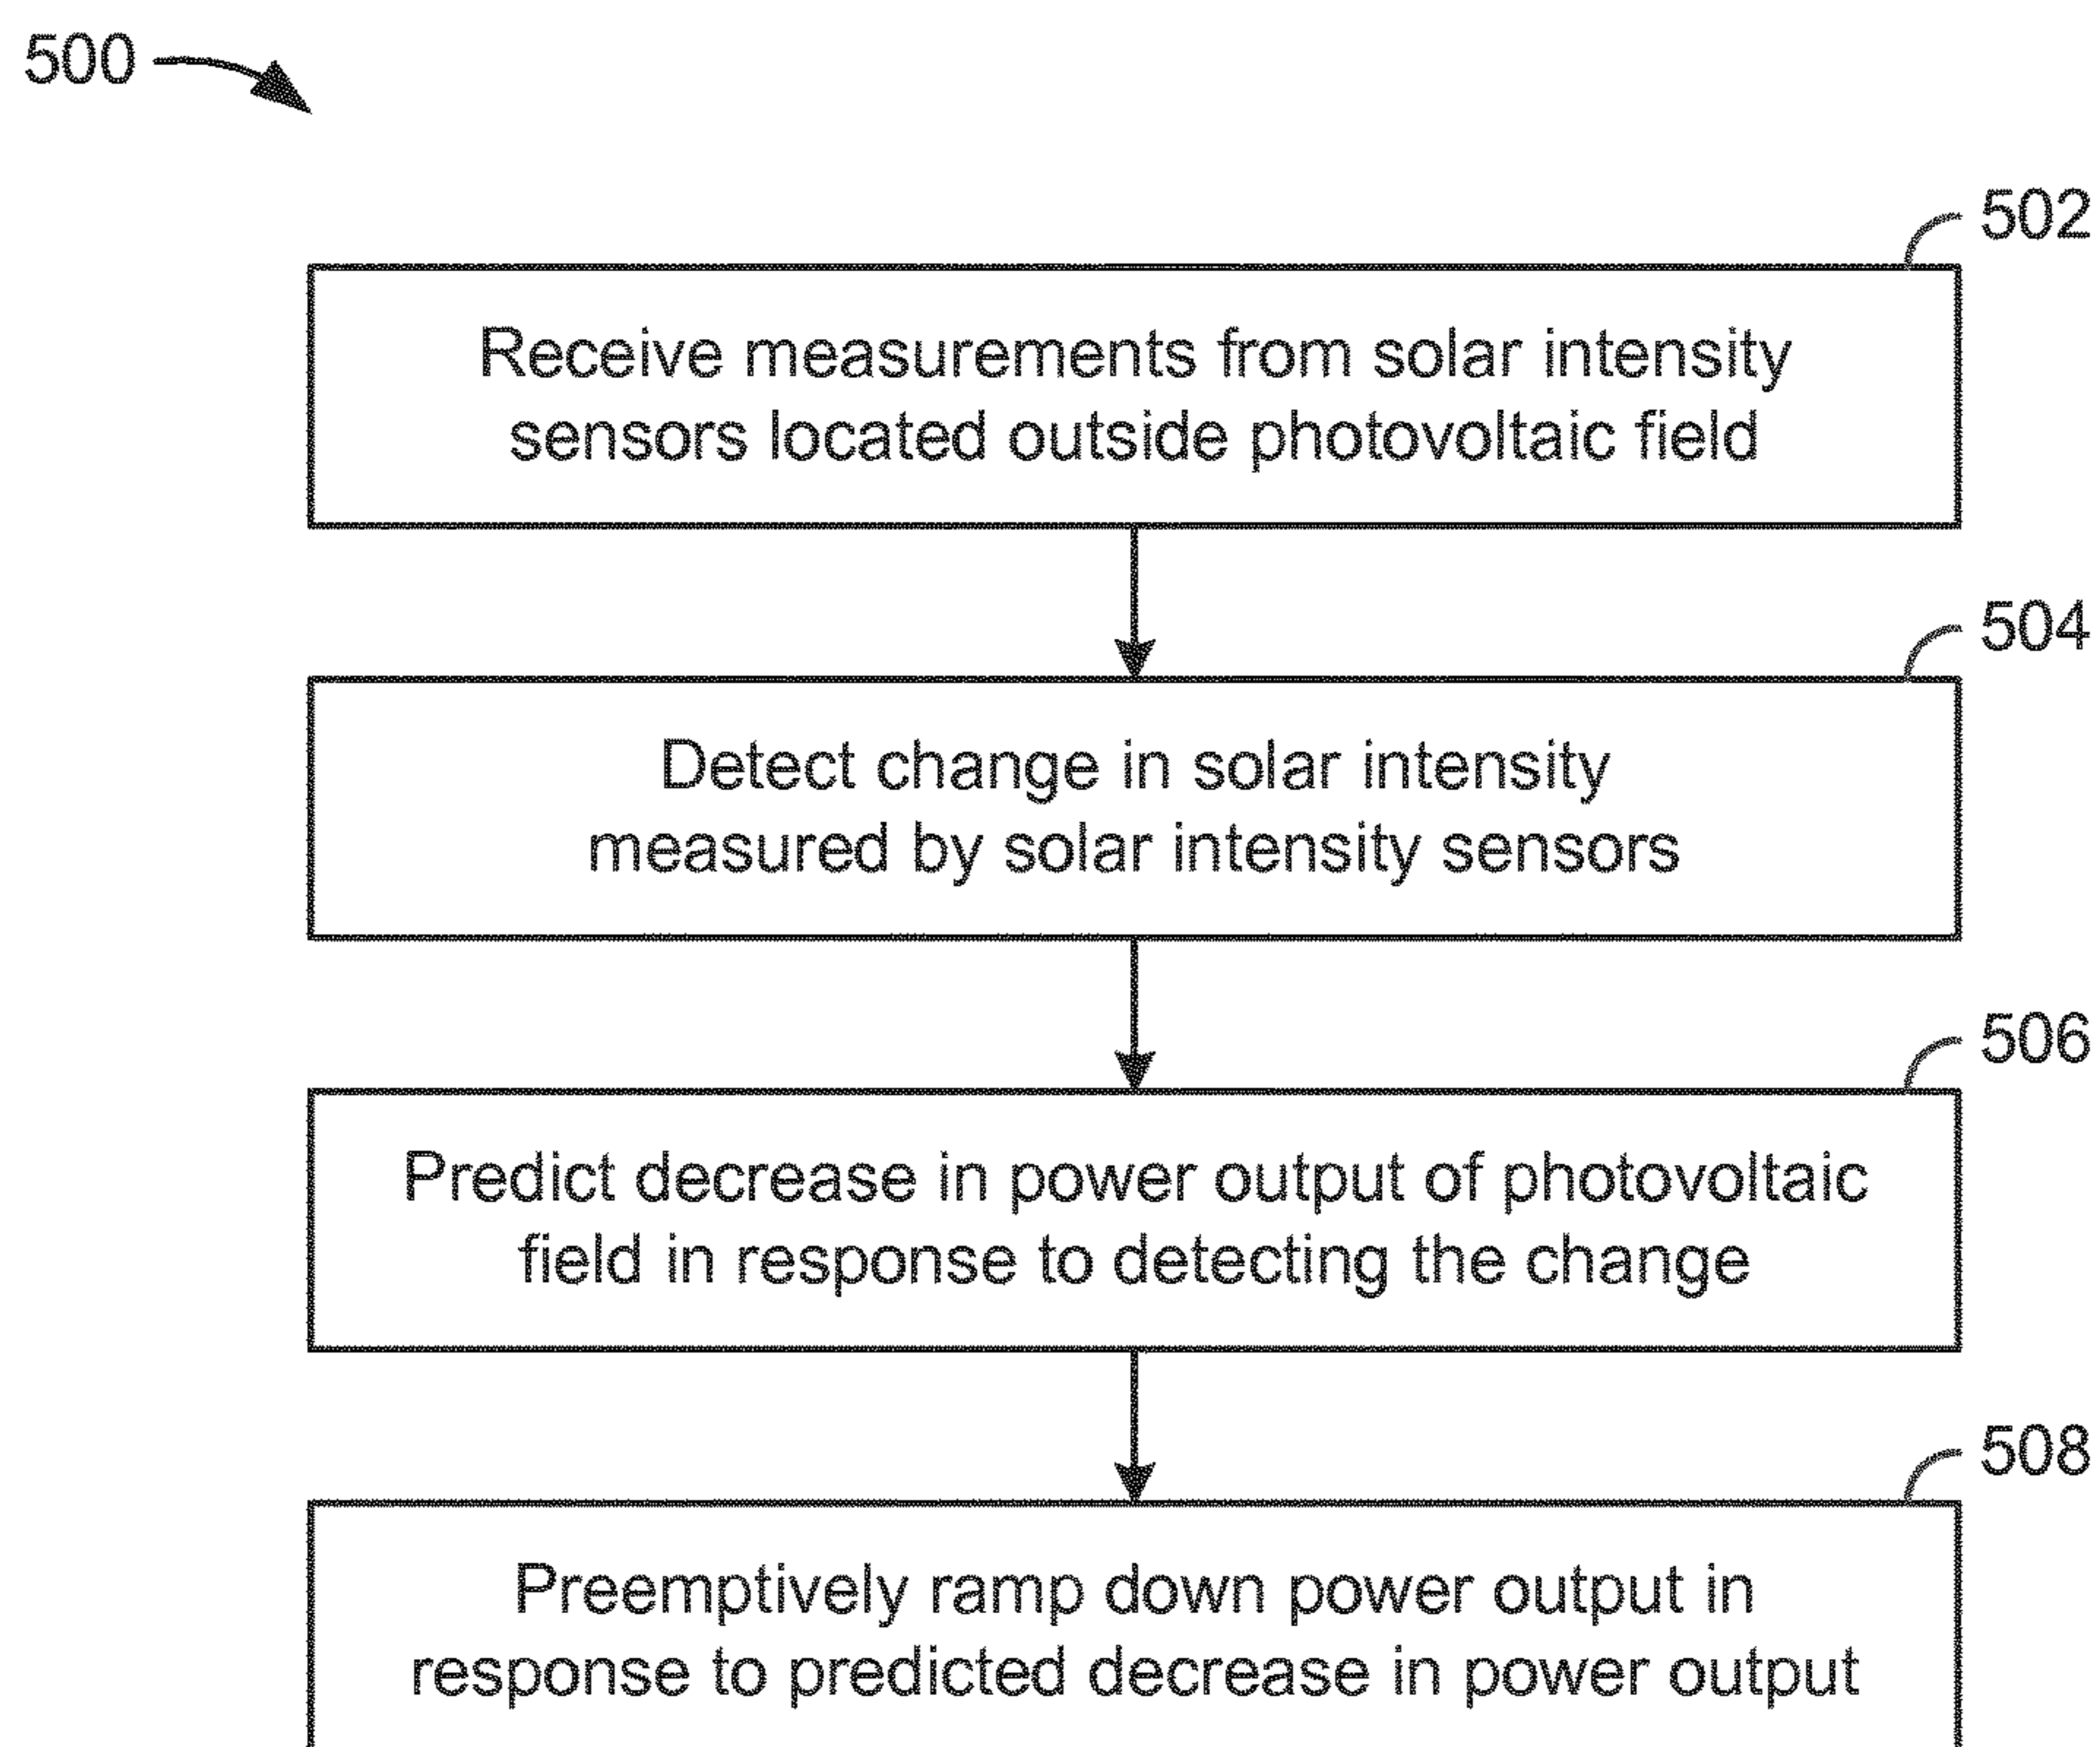 500
502
Receive measurements from solar intensity
sensors located outside photovoltaic field
504
Detect change in solar intensity
measured by solar intensity sensors
506
Predict decrease in power output of photovoltaic
field in response to detecting the change
508
Preemptively ramp down power output in
response to predicted decrease in power output